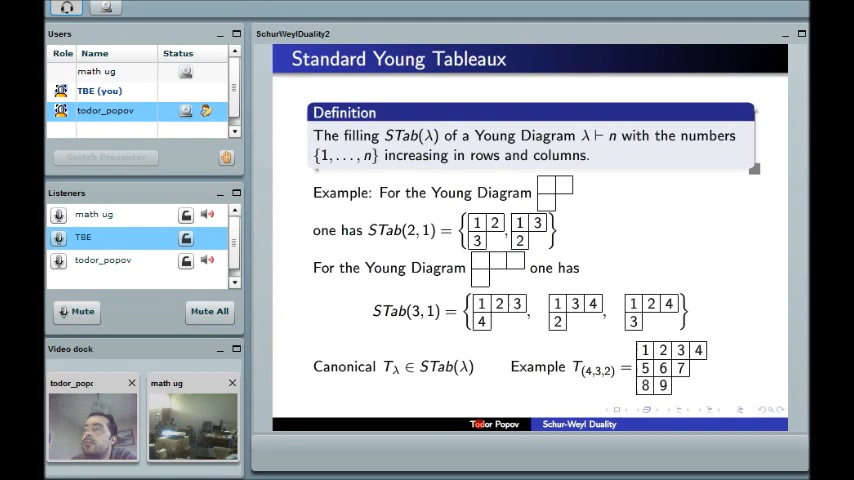 Users
Role Name Status
math ug
TBE (you)
todor_popov
Switch Presenter
Listeners
math ug
TBE
todor_popov
Mute
Mute All
Video dock
todor_popc
math ug
SchurWeylDuality2
Standard Young Tableaux
Definition
The filling STab(λ) of a Young Diagram λ ⊢ n with the numbers
{1, . . . , n} increasing in rows and columns.
Example: For the Young Diagram
one has STab(2, 1) = { 1 2 , 1 3 }
3 2
For the Young Diagram one has
STab(3, 1) = { 1 2 3 , 1 3 4 , 1 2 4 }
4 2 3
Canonical Tλ ∈ STab(λ) Example T(4,3,2) =
1 2 3 4
5 6 7
8 9
Todor Popov Schur-Weyl Duality